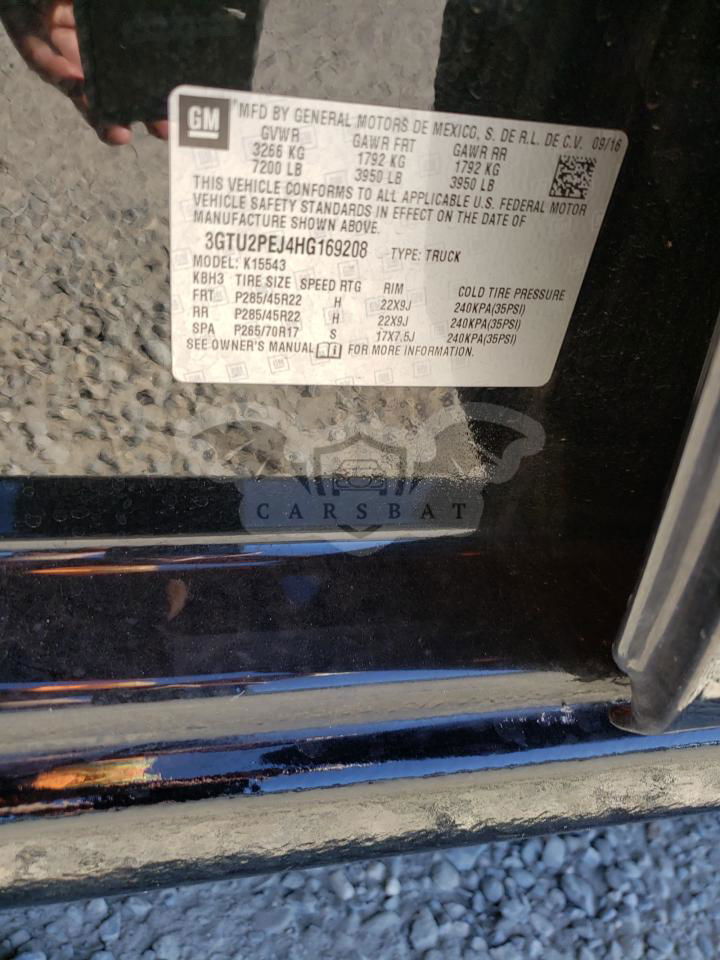 GM
MFD BY GENERAL MOTORS DE MEXICO, S. DE R.L. DE C.V. 09/16
GVWR GAWR FRT GAWR RR
3266 KG 1792 KG 1792 KG
7200 LB 3950 LB 3950 LB
THIS VEHICLE CONFORMS TO ALL APPLICABLE U.S. FEDERAL MOTOR
VEHICLE SAFETY STANDARDS IN EFFECT ON THE DATE OF
MANUFACTURE SHOWN ABOVE.
3GTU2PEJ4HG169208 TYPE: TRUCK
MODEL: K15543
KBH3 TIRE SIZE SPEED RTG RIM COLD TIRE PRESSURE
FRT P285/45R22 H 22X9J 240KPA(35PSI)
RR P285/45R22 H 22X9J 240KPA(35PSI)
SPA P265/70R17 S 17X7.5J 240KPA(35PSI)
SEE OWNER'S MANUAL FOR MORE INFORMATION.
CARSBAT